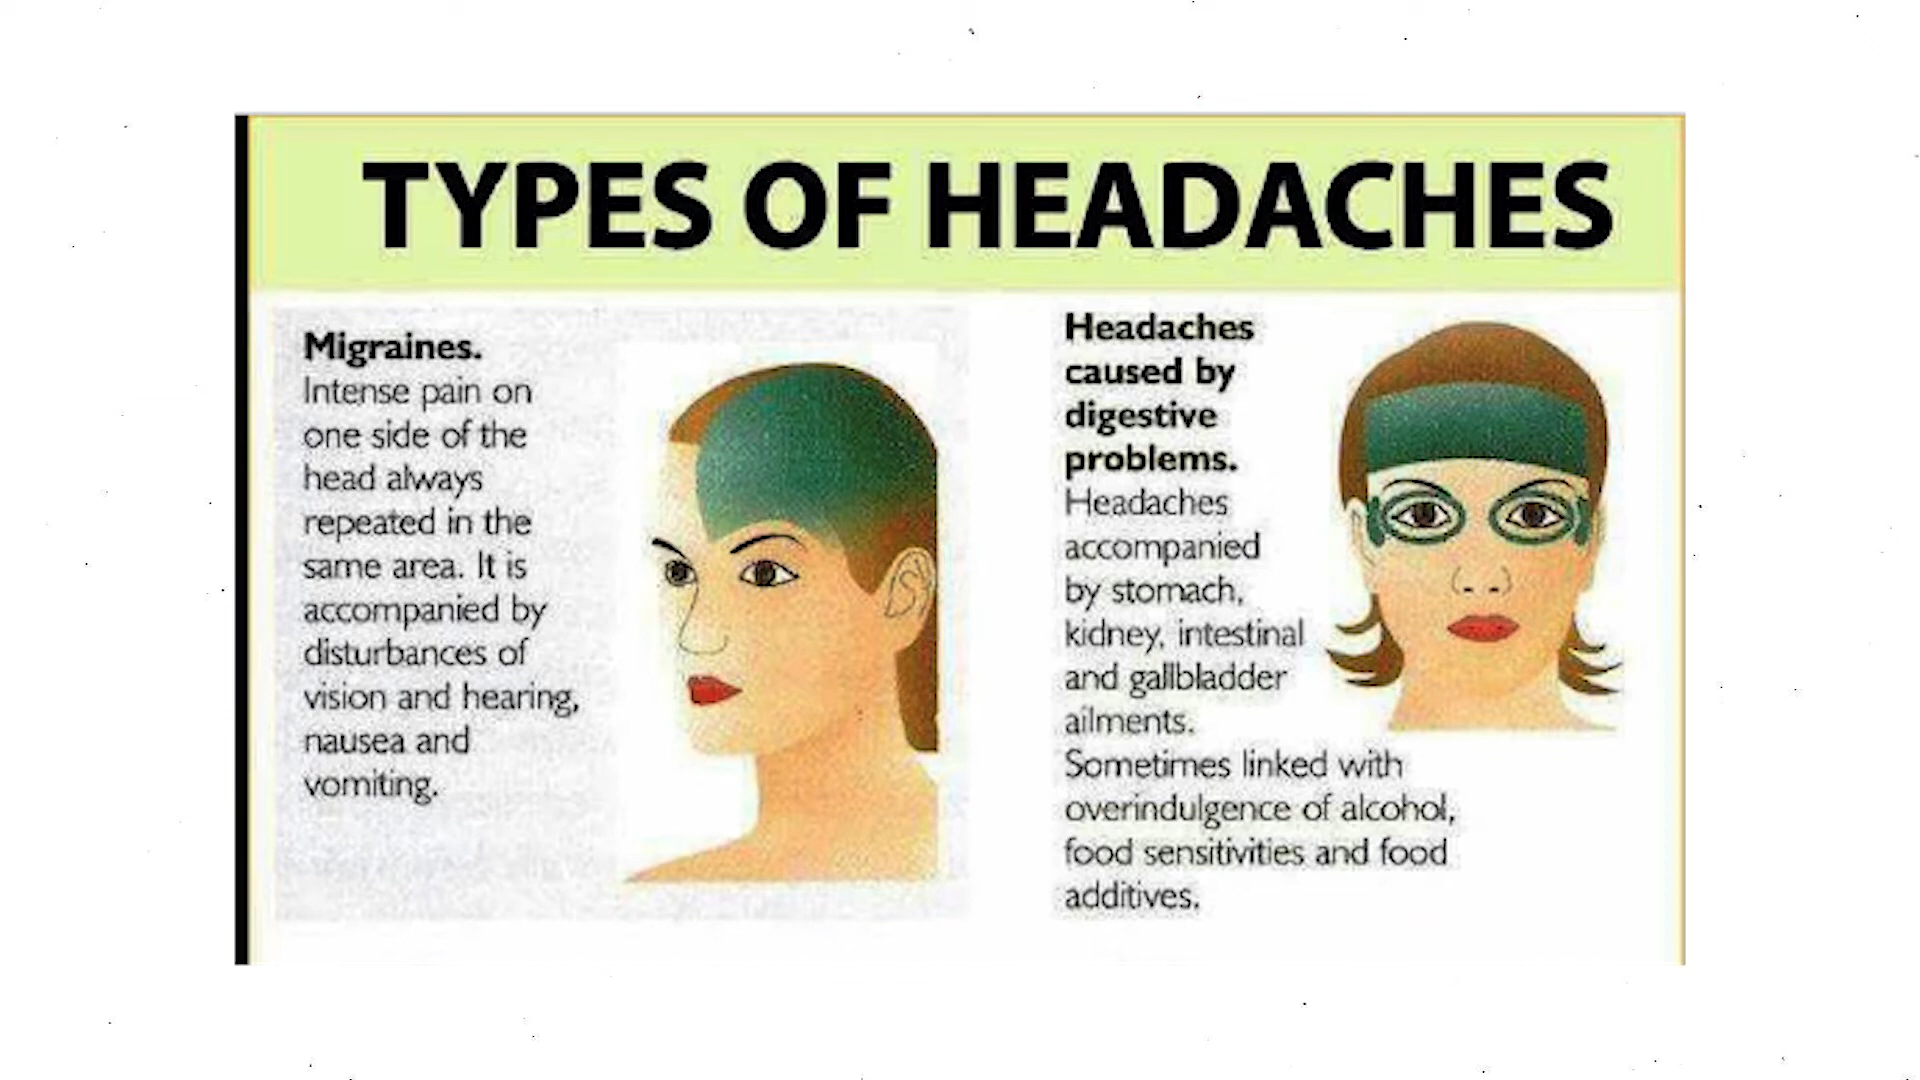 TYPES OF HEADACHES
Migraines.
Intense pain on
one side of the
head always
repeated in the
same area. It is
accompanied by
disturbances of
vision and hearing,
nausea and
vomiting.
Headaches
caused by
digestive
problems.
Headaches
accompanied
by stomach,
kidney, intestinal
and gallbladder
ailments.
Sometimes linked with
overindulgence of alcohol,
food sensitivities and food
additives.